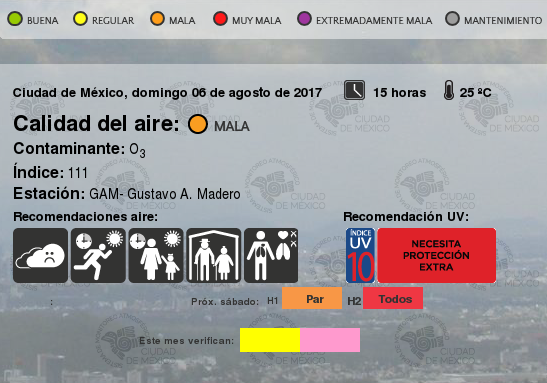 BUENA REGULAR MALA MUY MALA EXTREMADAMENTE MALA MANTENIMIENTO
Ciudad de México, domingo 06 de agosto de 2017 15 horas 25 ºC
Calidad del aire: MALA
Contaminante: O3
Índice: 111
Estación: GAM- Gustavo A. Madero
Recomendaciones aire: Recomendación UV:
ÍNDICE
UV
10
NECESITA
PROTECCIÓN
EXTRA
: Próx. sábado: H1 Par H2 Todos
Este mes verifican:
CIUDAD
DE MÉXICO